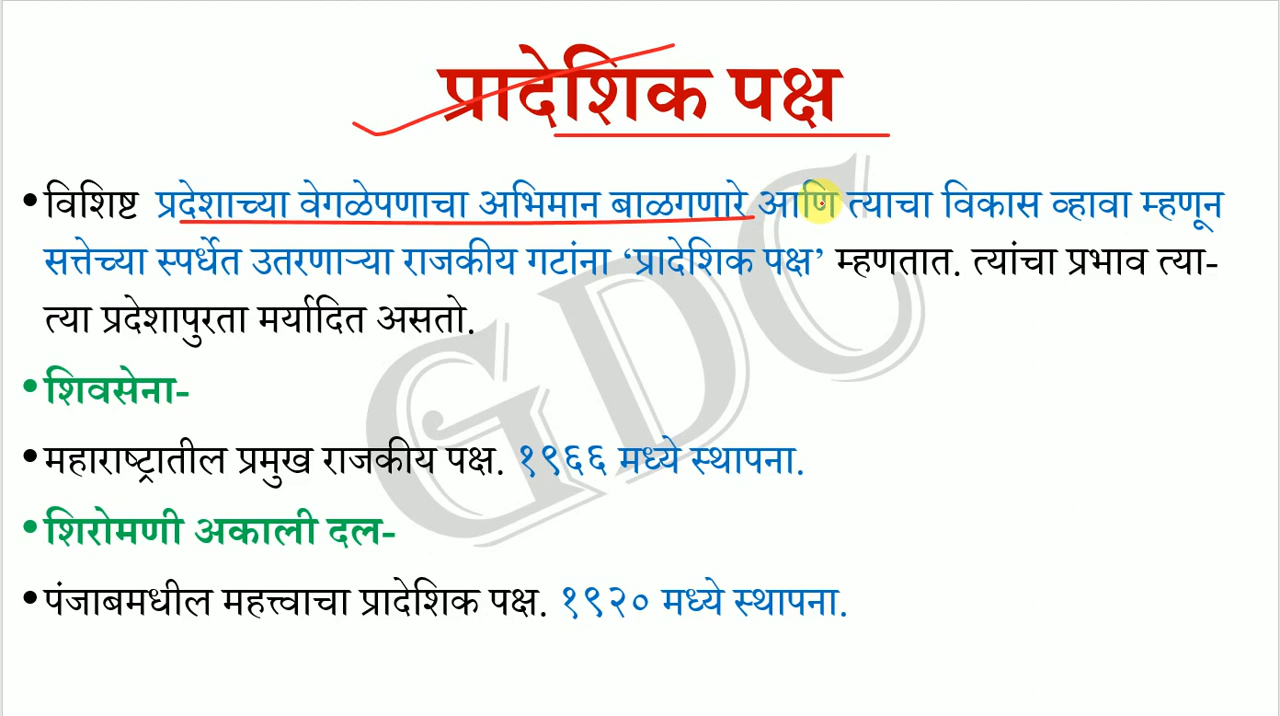 प्रादेशिक पक्ष
•विशिष्ट प्रदेशाच्या वेगळेपणाचा अभिमान बाळगणारे आणि त्याचा विकास व्हावा म्हणून
सत्तेच्या स्पर्धेत उतरणाऱ्या राजकीय गटांना ‘प्रादेशिक पक्ष’ म्हणतात. त्यांचा प्रभाव त्या-
त्या प्रदेशापुरता मर्यादित असतो.
•शिवसेना-
•महाराष्ट्रातील प्रमुख राजकीय पक्ष. १९६६ मध्ये स्थापना.
•शिरोमणी अकाली दल-
•पंजाबमधील महत्त्वाचा प्रादेशिक पक्ष. १९२० मध्ये स्थापना.
GDC